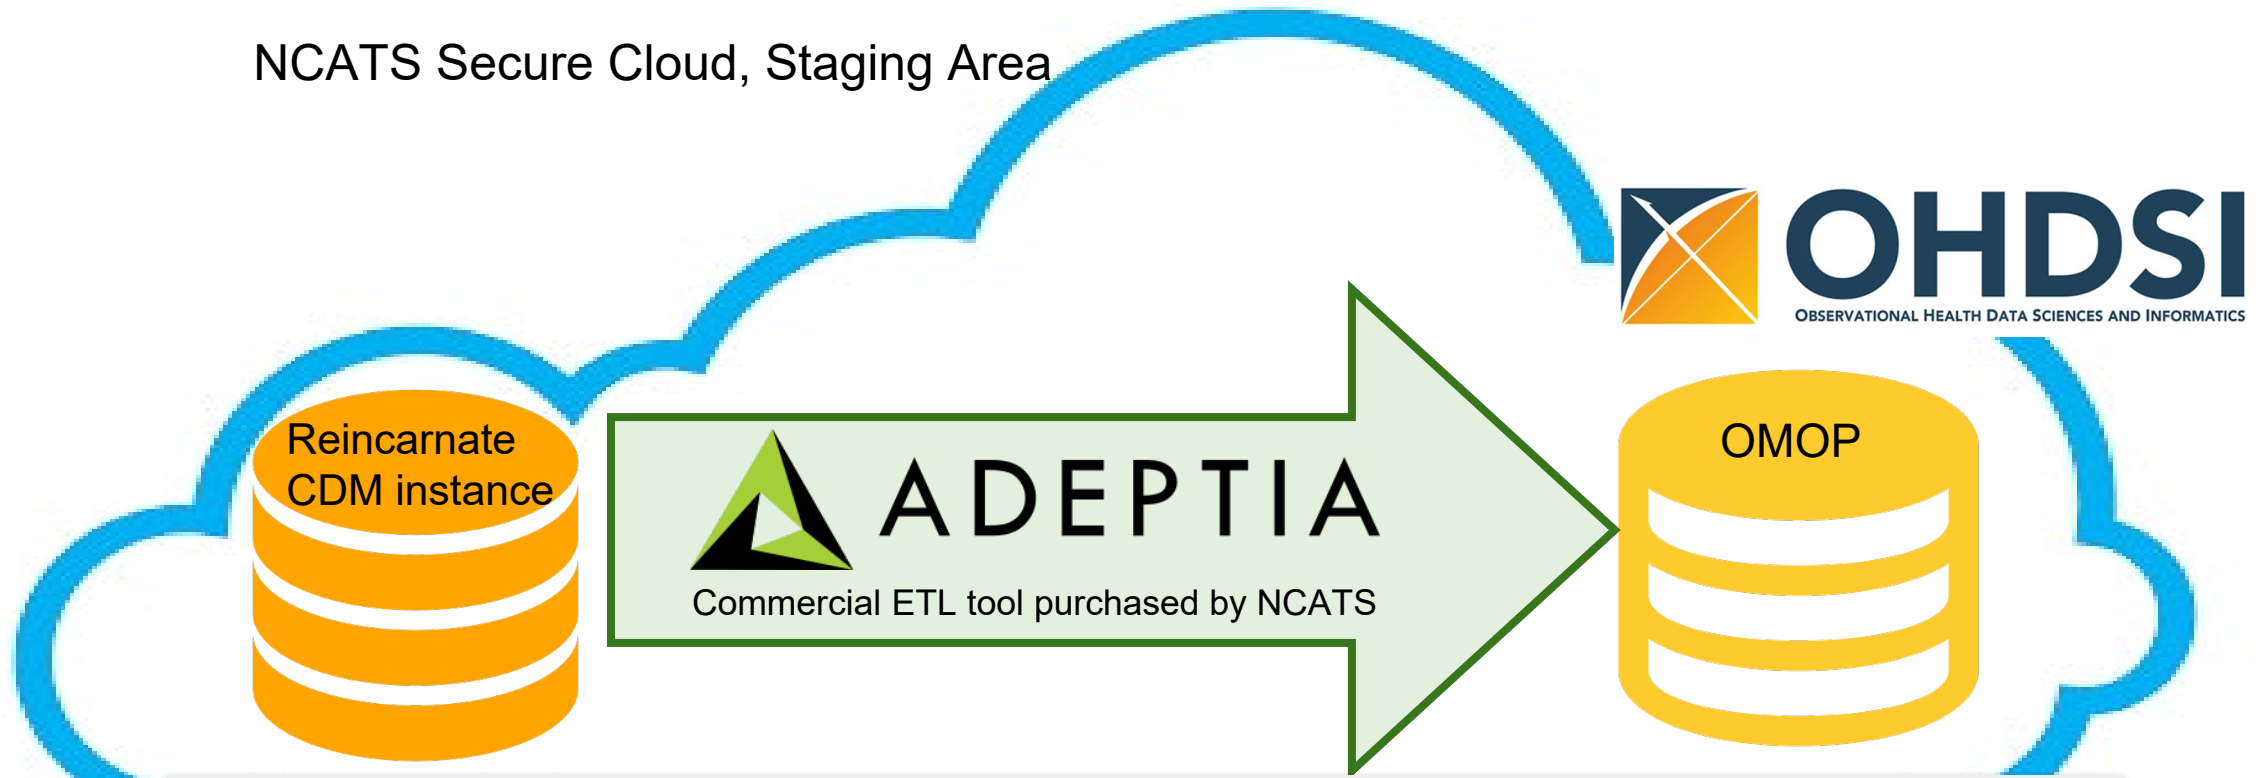 NCATS Secure Cloud, Staging Area
OHDSI
OBSERVATIONAL HEALTH DATA SCIENCES AND INFORMATICS
Reincarnate
CDM instance
ADEPTIA
Commercial ETL tool purchased by NCATS
OMOP